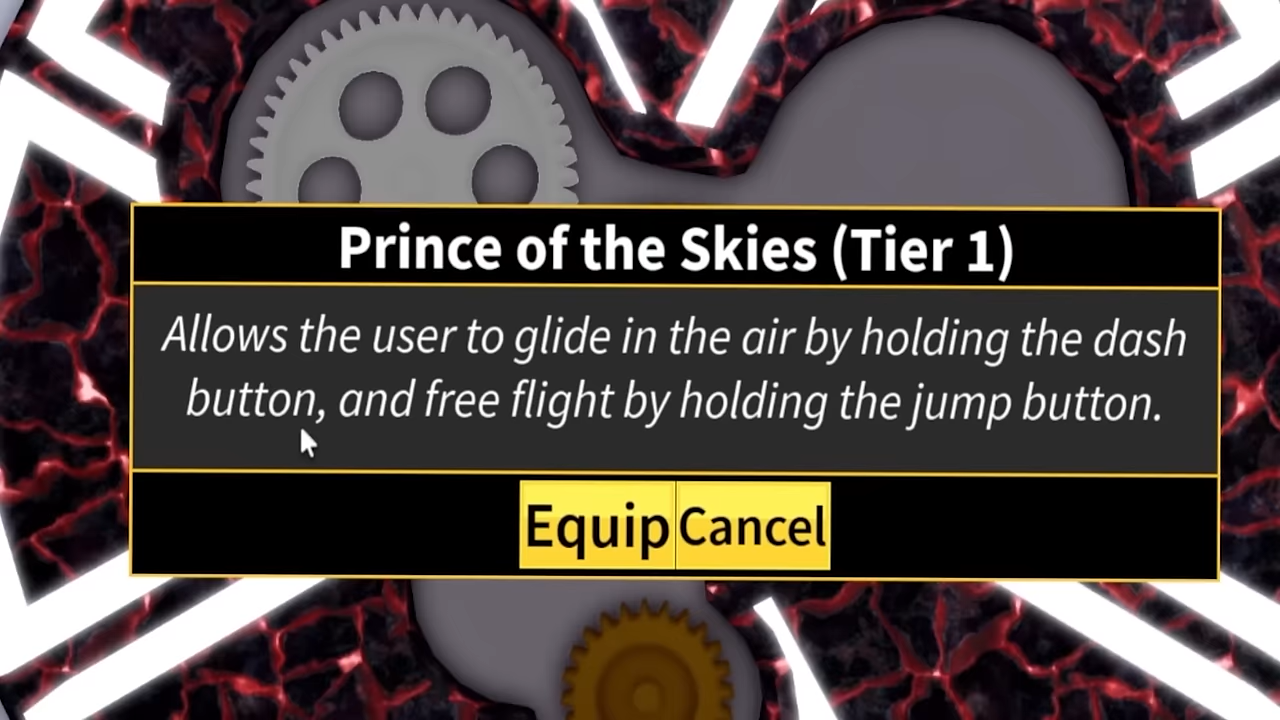 Prince of the Skies (Tier 1)
Allows the user to glide in the air by holding the dash
button, and free flight by holding the jump button.
Equip Cancel